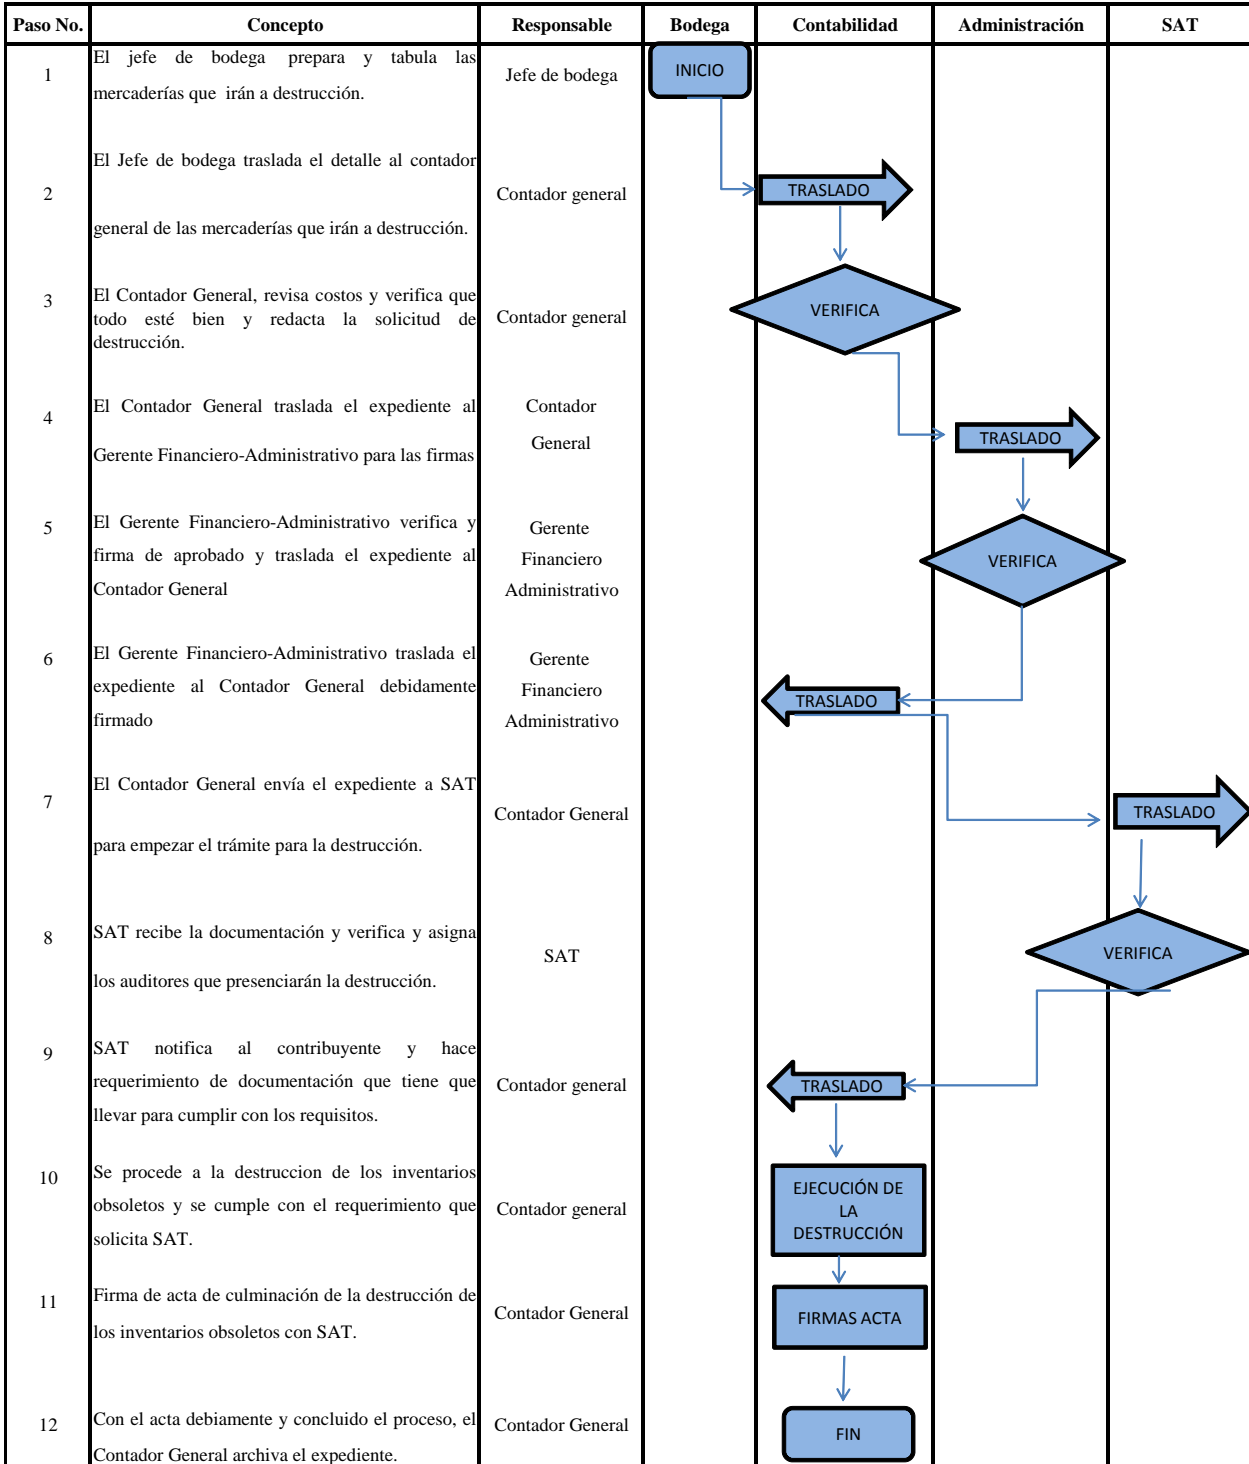 Paso No. Concepto Responsable Bodega Contabilidad Administración SAT
1
El jefe de bodega prepara y tabula las
mercaderías que irán a destrucción.
Jefe de bodega
INICIO
2
El Jefe de bodega traslada el detalle al contador
general de las mercaderías que irán a destrucción.
Contador general
TRASLADO
3
El Contador General, revisa costos y verifica que
todo esté bien y redacta la solicitud de
destrucción.
Contador general
VERIFICA
4
El Contador General traslada el expediente al
Gerente Financiero-Administrativo para las firmas
Contador
General
TRASLADO
5
El Gerente Financiero-Administrativo verifica y
firma de aprobado y traslada el expediente al
Contador General
Gerente
Financiero
Administrativo
VERIFICA
6
El Gerente Financiero-Administrativo traslada el
expediente al Contador General debidamente
firmado
Gerente
Financiero
Administrativo
TRASLADO
7
El Contador General envía el expediente a SAT
para empezar el trámite para la destrucción.
Contador General
TRASLADO
8
SAT recibe la documentación y verifica y asigna
los auditores que presenciarán la destrucción.
SAT
VERIFICA
9
SAT notifica al contribuyente y hace
requerimiento de documentación que tiene que
llevar para cumplir con los requisitos.
Contador general
TRASLADO
10
Se procede a la destruccion de los inventarios
obsoletos y se cumple con el requerimiento que
solicita SAT.
Contador general
EJECUCIÓN DE
LA
DESTRUCCIÓN
11
Firma de acta de culminación de la destrucción de
los inventarios obsoletos con SAT.
Contador General
FIRMAS ACTA
12
Con el acta debiamente y concluido el proceso, el
Contador General archiva el expediente.
Contador General
FIN